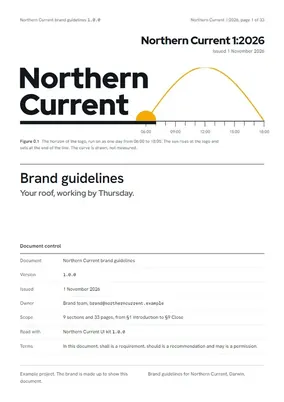 Northern Current brand guidelines 1.0.0
Northern Current 1:2026, page 1 of 33
Northern Current 1:2026
Issued 1 November 2026
Northern
Current
06:00 09:00 12:00 15:00 18:00
Figure 0.1 The horizon of the logo, run as one day from 06:00 to 18:00. The sun rises at the logo and
sets at the end of the line. The curve is drawn, not measured.
Brand guidelines
Your roof, working by Thursday.
Document control
Document Northern Current brand guidelines
Version 1.0.0
Issued 1 November 2026
Owner Brand team, brand@northerncurrent.example
Scope 9 sections and 33 pages, from §1 Introduction to §9 Close
Read with Northern Current UI kit 1.0.0
Terms In this document, shall is a requirement, should is a recommendation and may is a permission.
Example project. The brand is made up to show this
document.
Brand guidelines for Northern Current, Darwin.